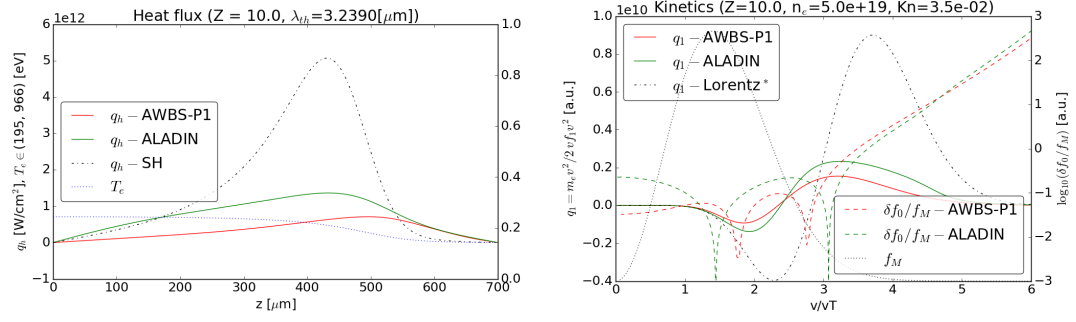 Heat flux (Z = 10.0, λ_th=3.2390[μm])
1e12
6
5
4
3
2
1
0
−1
1.0
0.8
0.6
0.4
0.2
0.0
q_h [W/cm²], T_e ∈ (195, 966) [eV]
q_h − AWBS-P1
q_h − ALADIN
q_h − SH
T_e
0 100 200 300 400 500 600 700
z [μm]
Kinetics (Z=10.0, n_e=5.0e+19, Kn=3.5e-02)
1e10
1.0
0.8
0.6
0.4
0.2
0.0
−0.2
−0.4
3
2
1
0
−1
−2
−3
q_1 = m_e v²/2 v f_1 v² [a.u.]
log10(δf_0/f_M) [a.u.]
q_1 − AWBS-P1
q_1 − ALADIN
q_1 − Lorentz*
δf_0/f_M − AWBS-P1
δf_0/f_M − ALADIN
f_M
0 1 2 3 4 5 6
v/vT